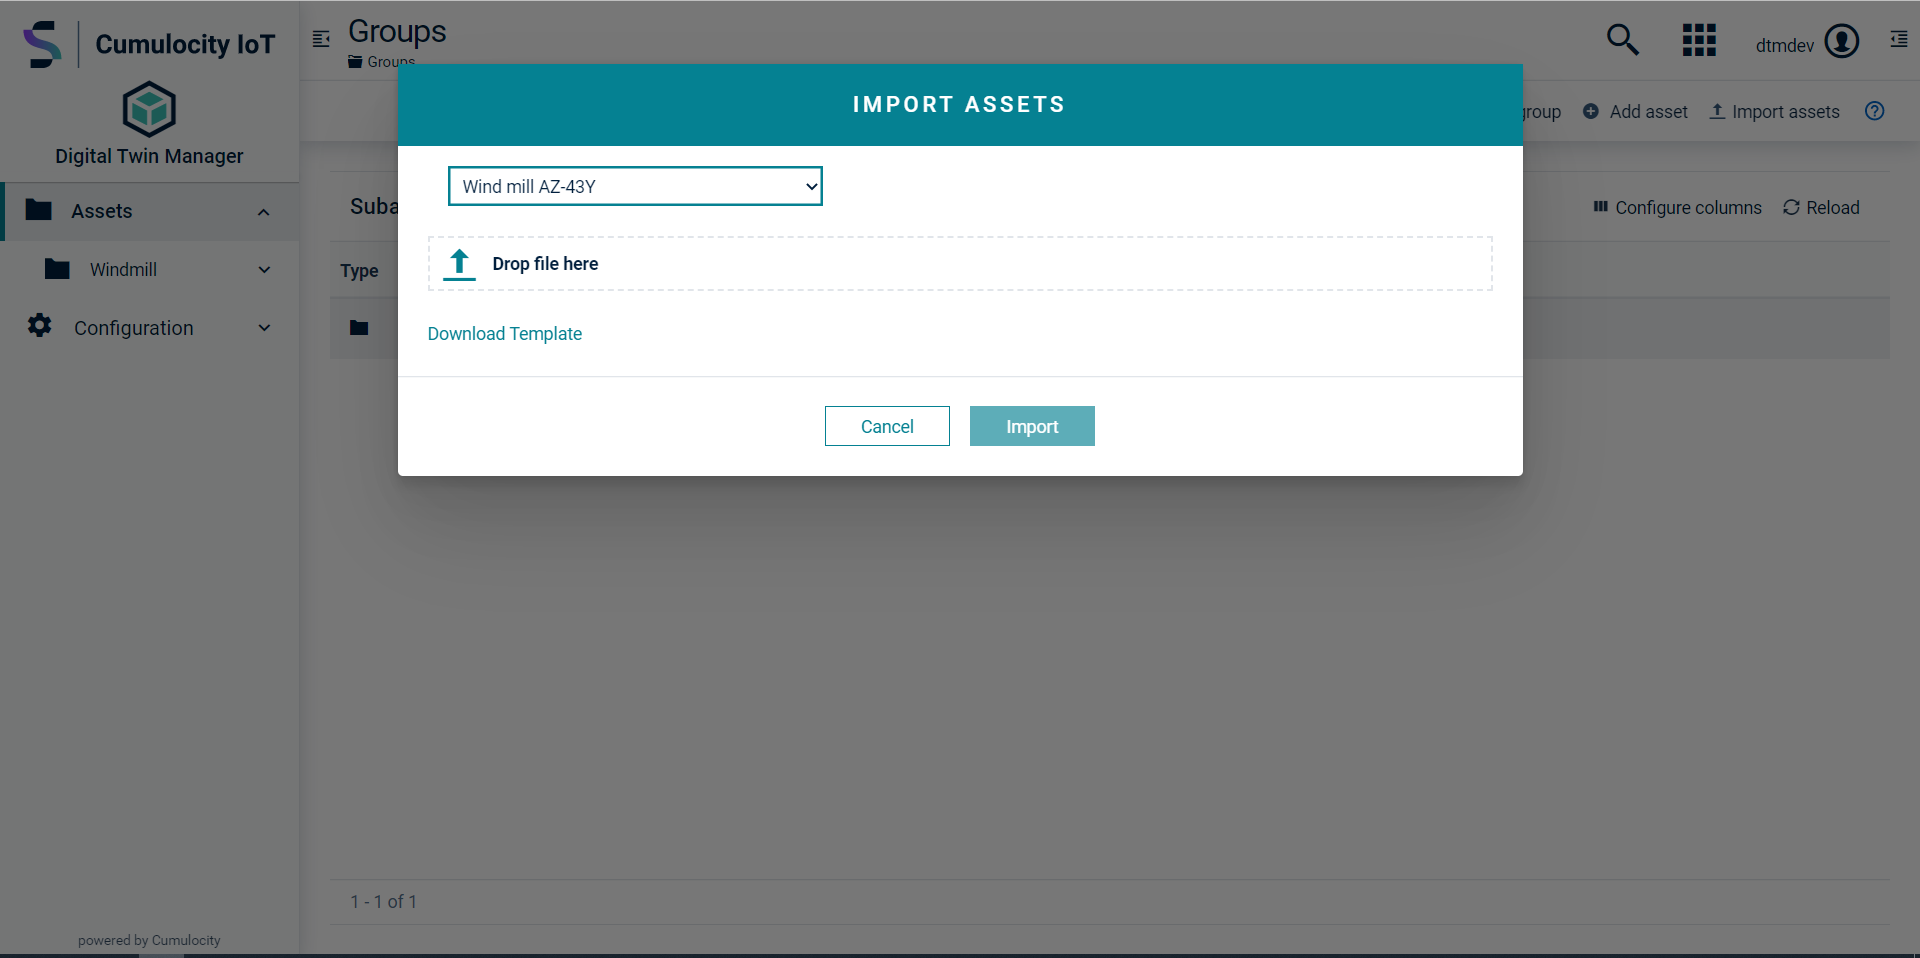 Cumulocity IoT
Digital Twin Manager
Assets
Windmill
Configuration
powered by Cumulocity
Groups
Groups
dtmdev
Add asset
Import assets
Configure columns
Reload
Type
1 - 1 of 1
IMPORT ASSETS
Wind mill AZ-43Y
Drop file here
Download Template
Cancel
Import